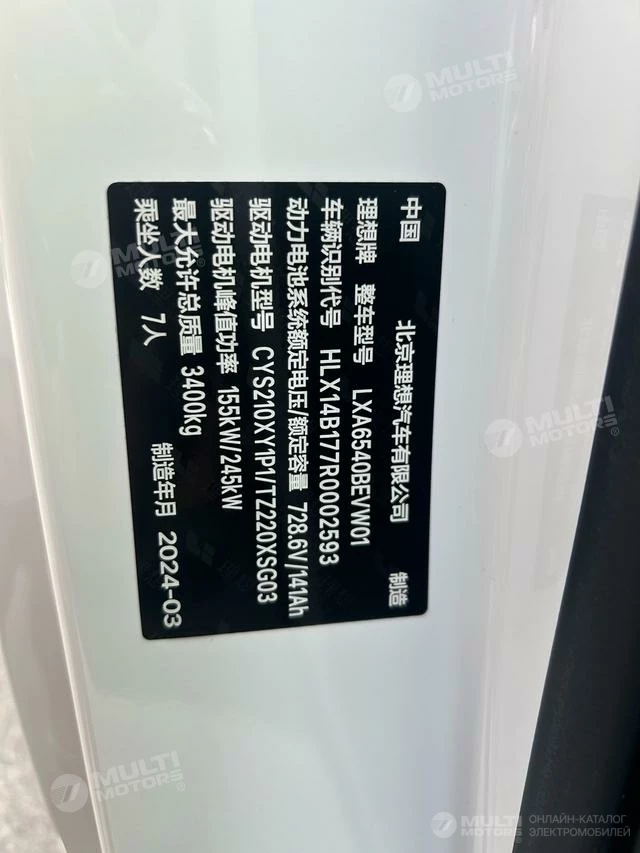 中国 北京理想汽车有限公司 制造
理想牌 整车型号 LXA6540BEVW01
车辆识别代号 HLX14B177R0002593
动力电池系统额定电压/额定容量 728.6V/141Ah
驱动电机型号 CYS210XY1P1/TZ220XSG03
驱动电机峰值功率 155kW/245kW
最大允许总质量 3400kg
乘坐人数 7人 制造年月 2024-03
MULTI
MOTORS®
MULTI
MOTORS®
MULTI
MOTORS®
MULTI
MOTORS®
MULTI
MOTORS®
ОНЛАЙН-КАТАЛОГ
ЭЛЕКТРОМОБИЛЕЙ